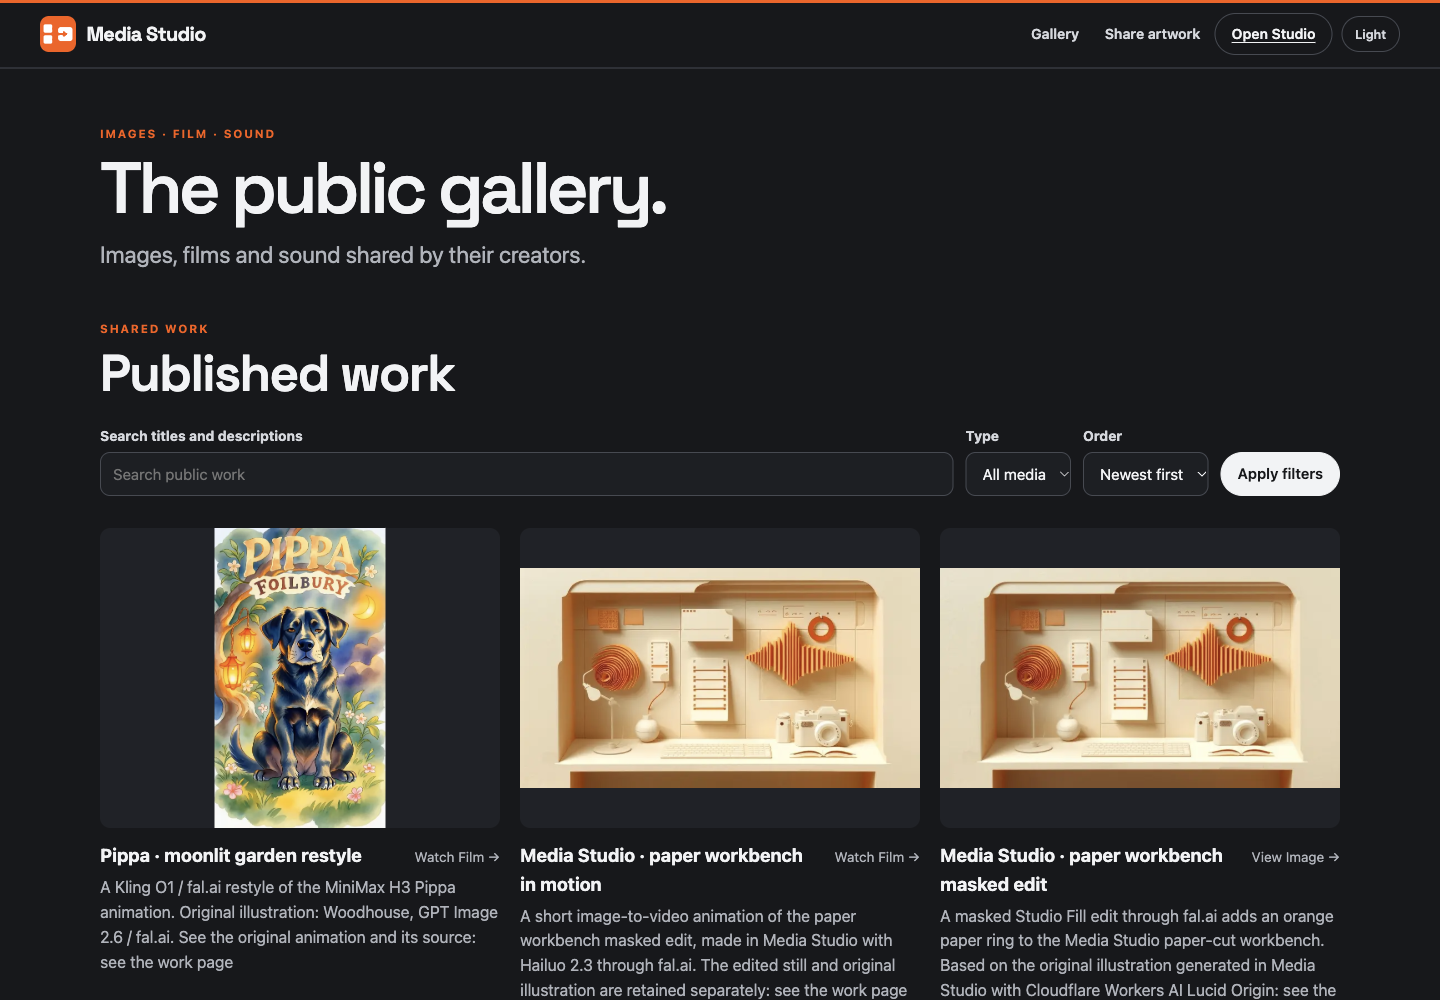 Media Studio
Gallery
Share artwork
Open Studio
Light
IMAGES · FILM · SOUND
The public gallery.
Images, films and sound shared by their creators.
SHARED WORK
Published work
Search titles and descriptions
Type
Order
Search public work
All media
Newest first
Apply filters
PIPPA
FOILBURY
Pippa · moonlit garden restyle
Watch Film →
A Kling O1 / fal.ai restyle of the MiniMax H3 Pippa
animation. Original illustration: Woodhouse, GPT Image
2.6 / fal.ai. See the original animation and its source:
see the work page
Media Studio · paper workbench
in motion
Watch Film →
A short image-to-video animation of the paper
workbench masked edit, made in Media Studio with
Hailuo 2.3 through fal.ai. The edited still and original
illustration are retained separately: see the work page
Media Studio · paper workbench
masked edit
View Image →
A masked Studio Fill edit through fal.ai adds an orange
paper ring to the Media Studio paper-cut workbench.
Based on the original illustration generated in Media
Studio with Cloudflare Workers AI Lucid Origin: see the